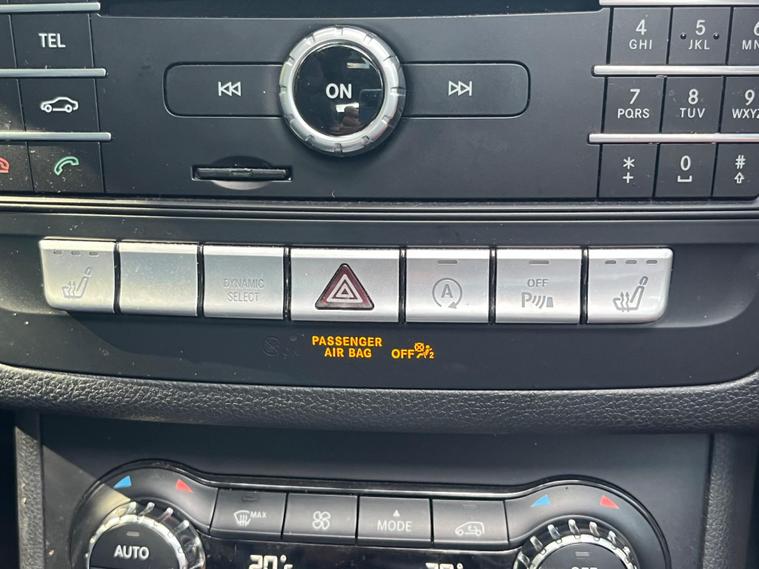 TEL
ON
4
GHI
5
JKL
7
PQRS
8
TUV
9
WXYZ
*
+
0
#
DYNAMIC
SELECT
A
OFF
P
PASSENGER
AIR BAG
OFF
2
MAX
MODE
AUTO